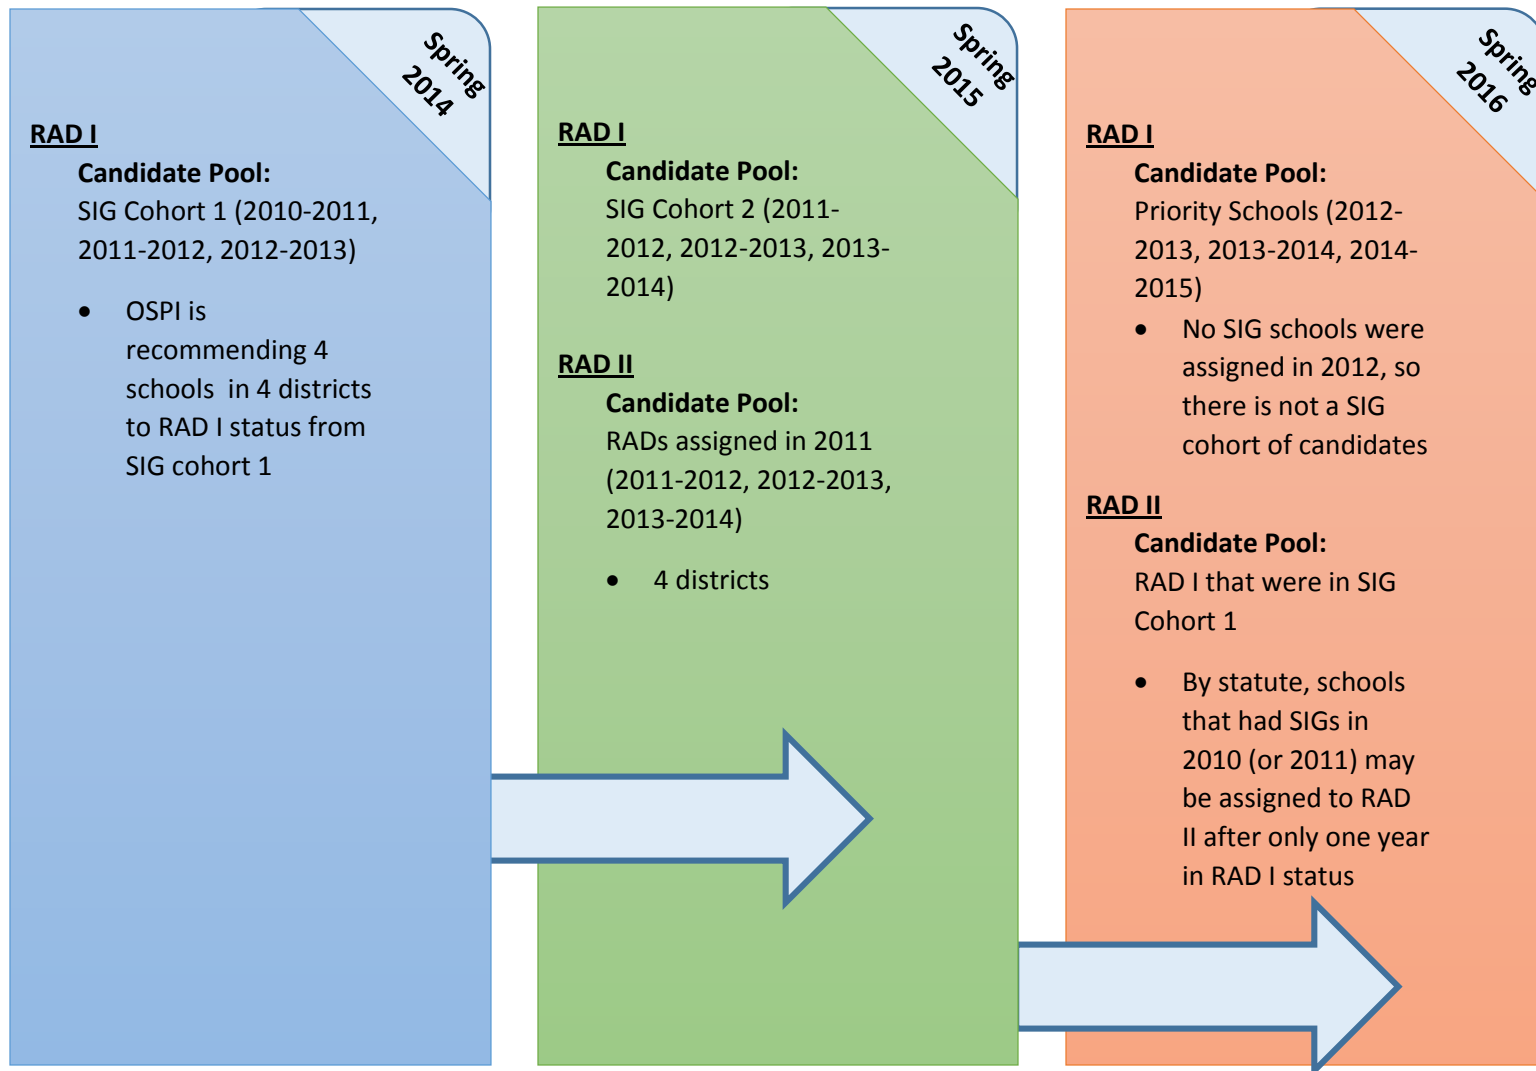 Spring
2014
RAD I
Candidate Pool:
SIG Cohort 1 (2010-2011,
2011-2012, 2012-2013)
• OSPI is
recommending 4
schools in 4 districts
to RAD I status from
SIG cohort 1
Spring
2015
RAD I
Candidate Pool:
SIG Cohort 2 (2011-
2012, 2012-2013, 2013-
2014)
RAD II
Candidate Pool:
RADs assigned in 2011
(2011-2012, 2012-2013,
2013-2014)
• 4 districts
Spring
2016
RAD I
Candidate Pool:
Priority Schools (2012-
2013, 2013-2014, 2014-
2015)
• No SIG schools were
assigned in 2012, so
there is not a SIG
cohort of candidates
RAD II
Candidate Pool:
RAD I that were in SIG
Cohort 1
• By statute, schools
that had SIGs in
2010 (or 2011) may
be assigned to RAD
II after only one year
in RAD I status